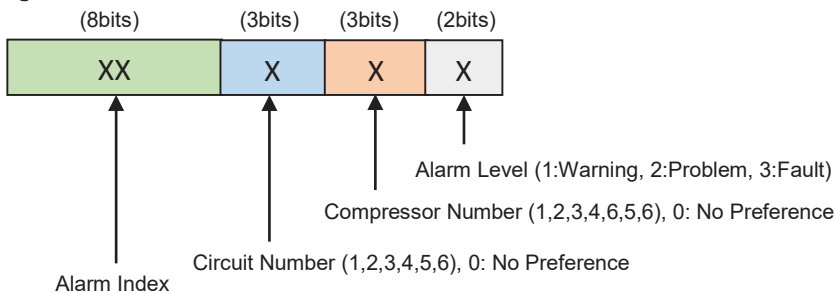 (8bits) (3bits) (3bits) (2bits)
XX X X X
Alarm Level (1:Warning, 2:Problem, 3:Fault)
Compressor Number (1,2,3,4,6,5,6), 0: No Preference
Circuit Number (1,2,3,4,5,6), 0: No Preference
Alarm Index